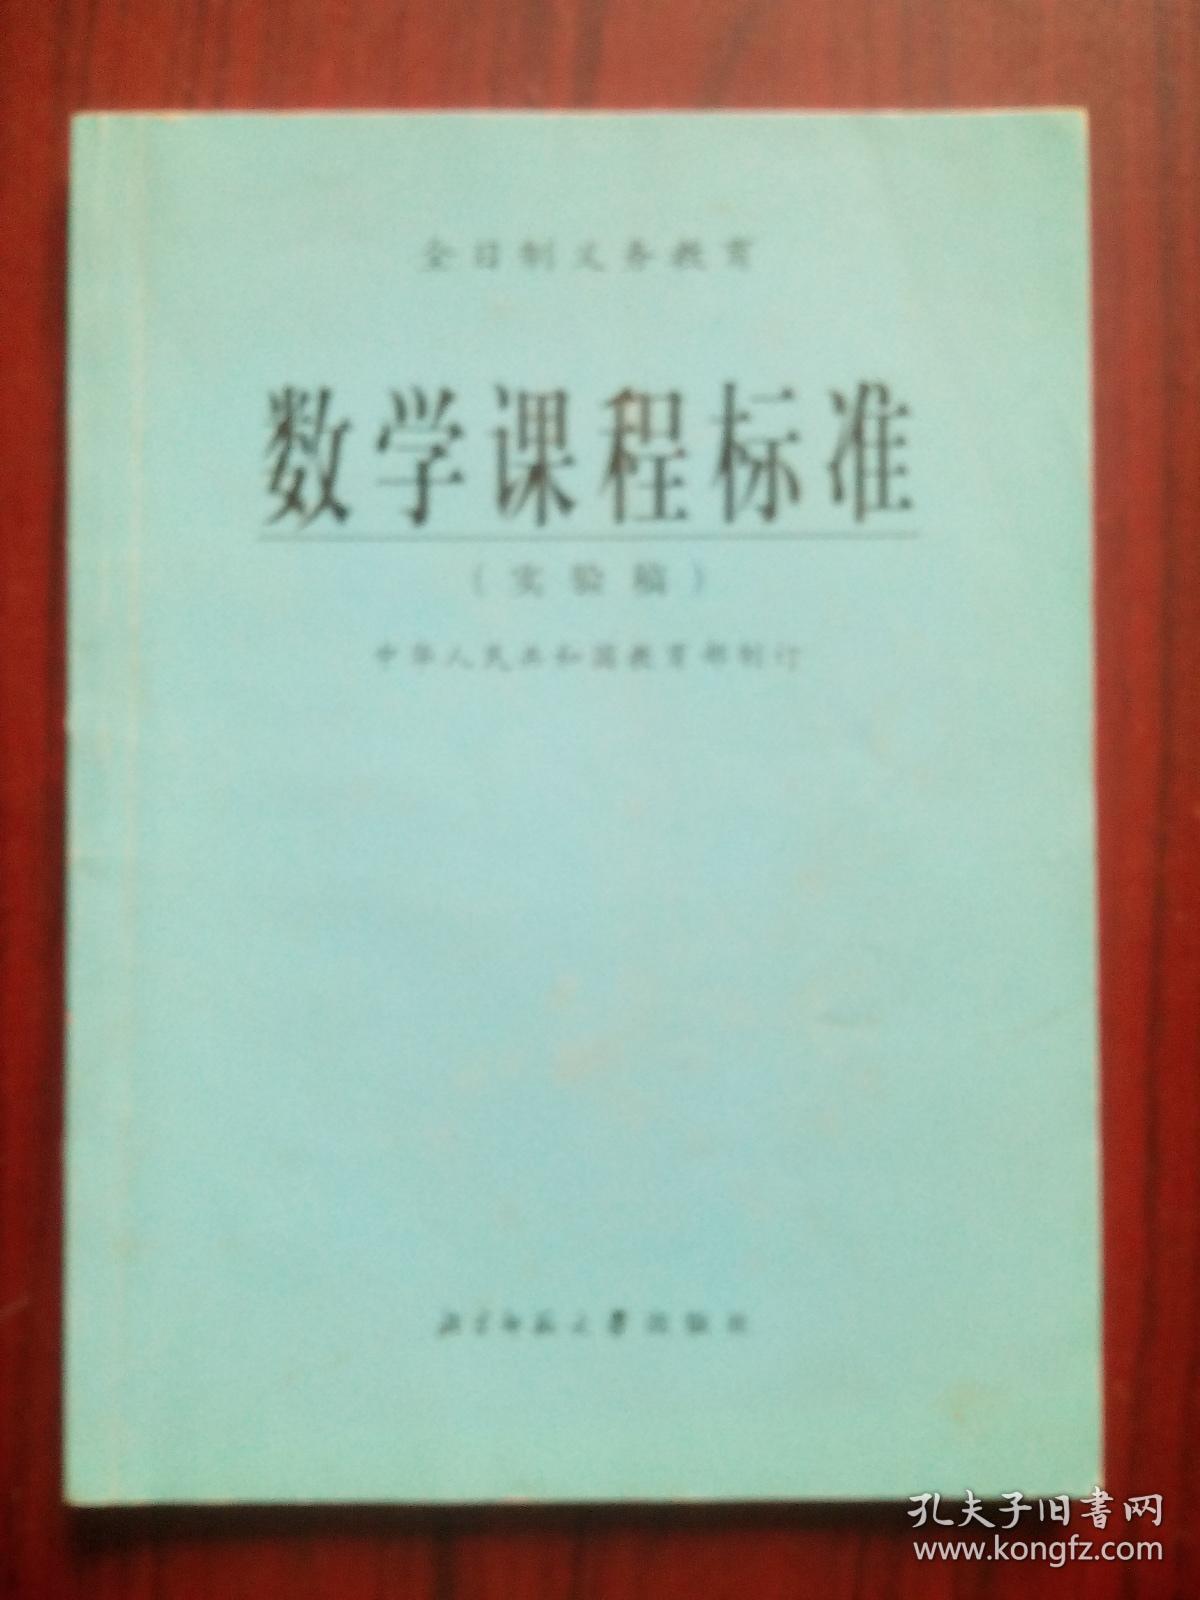 全日制义务教育
数学课程标准
(实验稿)
中华人民共和国教育部制订
北京师范大学出版社
孔夫子旧書网
www.kongfz.com